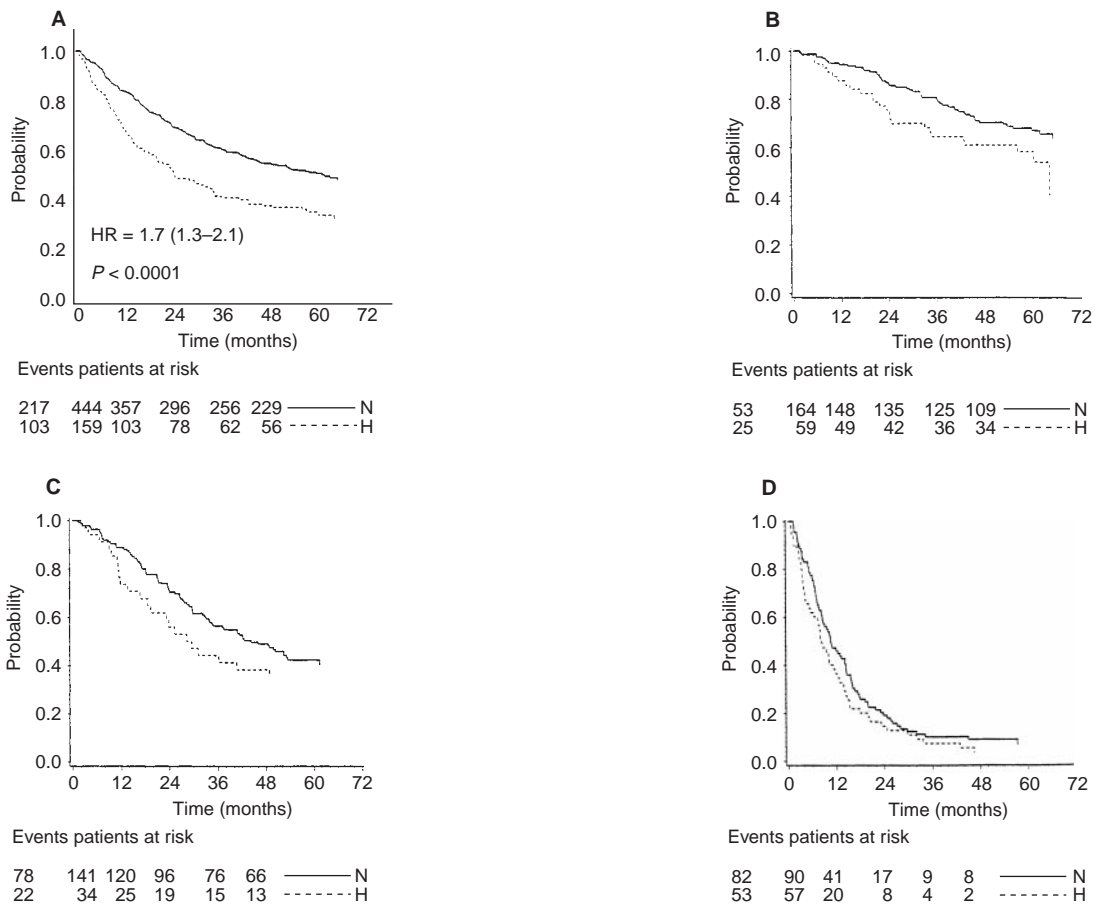 A
1.0
0.8
0.6
0.4
0.2
0.0
Probability
HR = 1.7 (1.3–2.1)
P < 0.0001
0 12 24 36 48 60 72
Time (months)
Events patients at risk
217 444 357 296 256 229 N
103 159 103 78 62 56 H
B
1.0
0.8
0.6
0.4
0.2
0.0
Probability
0 12 24 36 48 60 72
Time (months)
Events patients at risk
53 164 148 135 125 109 N
25 59 49 42 36 34 H
C
1.0
0.8
0.6
0.4
0.2
0.0
Probability
0 12 24 36 48 60 72
Time (months)
Events patients at risk
78 141 120 96 76 66 N
22 34 25 19 15 13 H
D
1.0
0.8
0.6
0.4
0.2
0.0
Probability
0 12 24 36 48 60 72
Time (months)
Events patients at risk
82 90 41 17 9 8 N
53 57 20 8 4 2 H